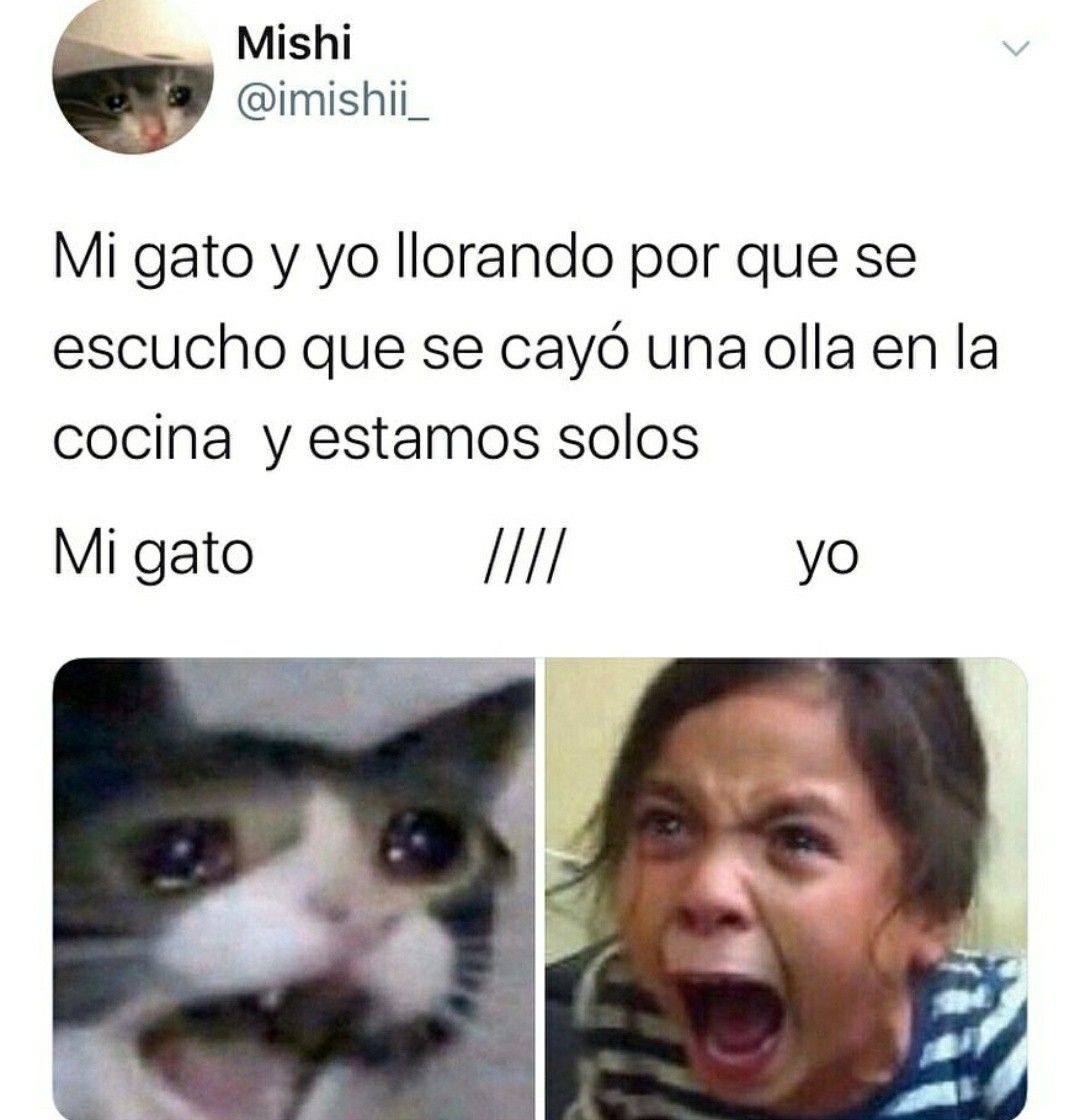 Mishi
@imishii_
Mi gato y yo llorando por que se
escucho que se cayó una olla en la
cocina y estamos solos
Mi gato //// yo